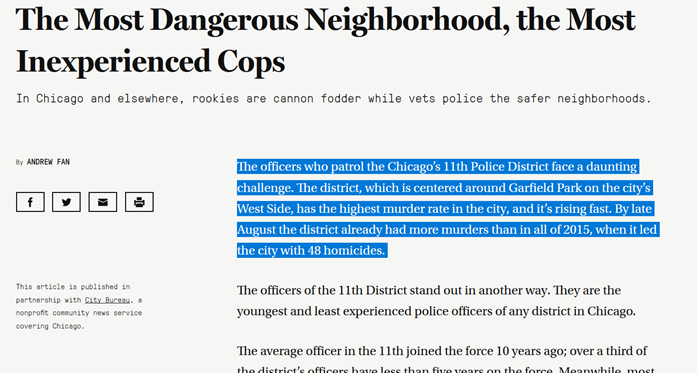 The Most Dangerous Neighborhood, the Most
Inexperienced Cops
In Chicago and elsewhere, rookies are cannon fodder while vets police the safer neighborhoods.
By ANDREW FAN
The officers who patrol the Chicago’s 11th Police District face a daunting
challenge. The district, which is centered around Garfield Park on the city’s
West Side, has the highest murder rate in the city, and it’s rising fast. By late
August the district already had more murders than in all of 2015, when it led
the city with 48 homicides.
This article is published in
partnership with City Bureau, a
nonprofit community news service
covering Chicago.
The officers of the 11th District stand out in another way. They are the
youngest and least experienced police officers of any district in Chicago.
The average officer in the 11th joined the force 10 years ago; over a third of
the district’s officers have less than five years on the force. Meanwhile, most